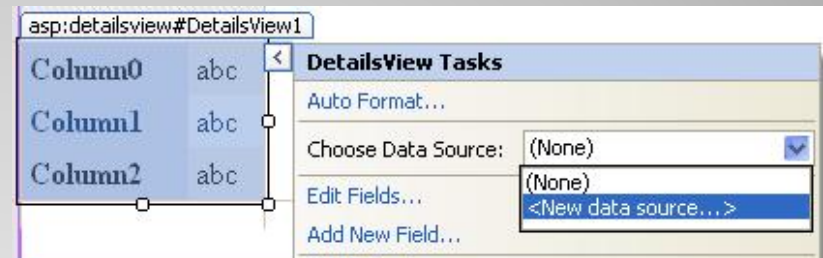 asp:detailsview#DetailsView1
Column0 abc
Column1 abc
Column2 abc
DetailsView Tasks
Auto Format...
Choose Data Source: (None)
(None)
<New data source...>
Edit Fields...
Add New Field...